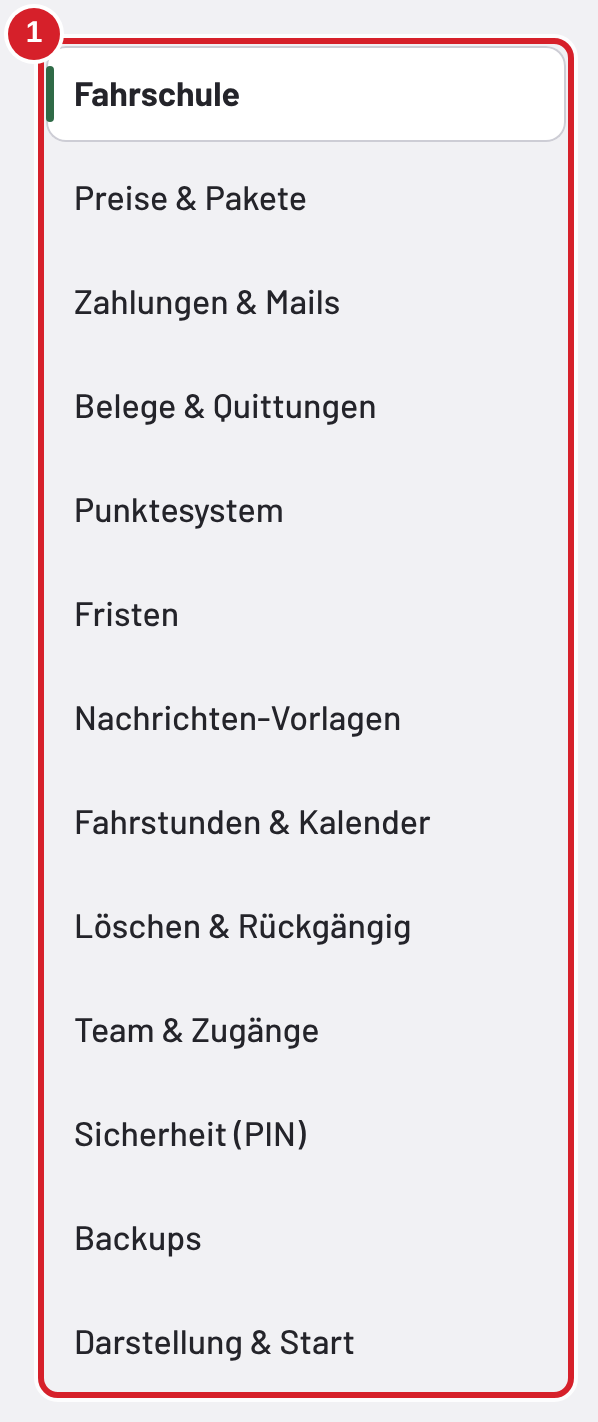 1
Fahrschule
Preise & Pakete
Zahlungen & Mails
Belege & Quittungen
Punktesystem
Fristen
Nachrichten-Vorlagen
Fahrstunden & Kalender
Löschen & Rückgängig
Team & Zugänge
Sicherheit (PIN)
Backups
Darstellung & Start